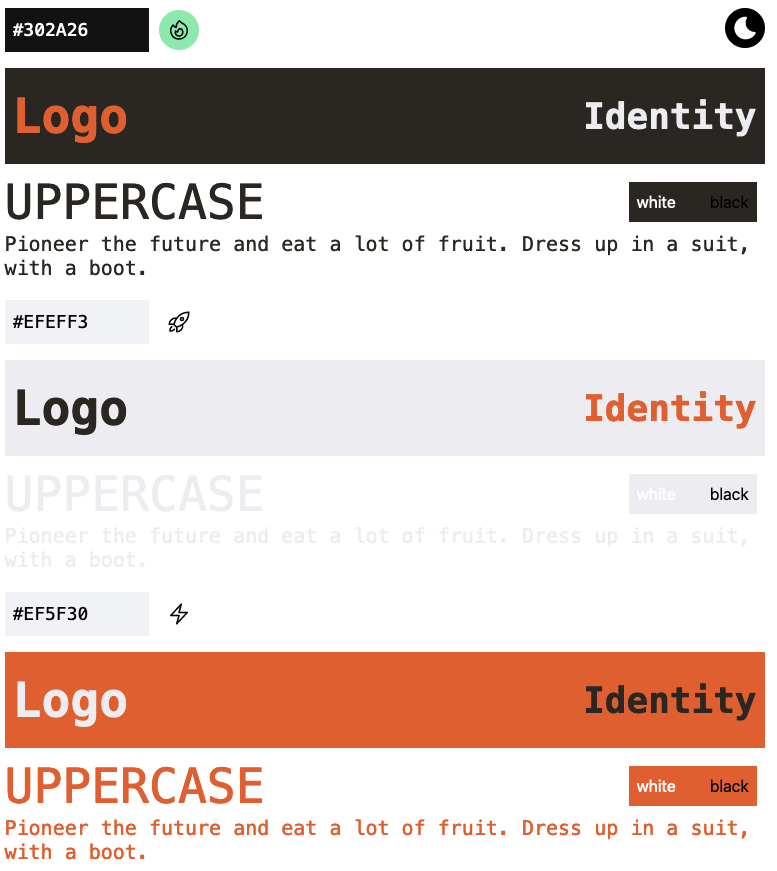 #302A26
Logo Identity
UPPERCASE
white black
Pioneer the future and eat a lot of fruit. Dress up in a suit,
with a boot.
#EFEFF3
Logo Identity
UPPERCASE
white black
Pioneer the future and eat a lot of fruit. Dress up in a suit,
with a boot.
#EF5F30
Logo Identity
UPPERCASE
white black
Pioneer the future and eat a lot of fruit. Dress up in a suit,
with a boot.